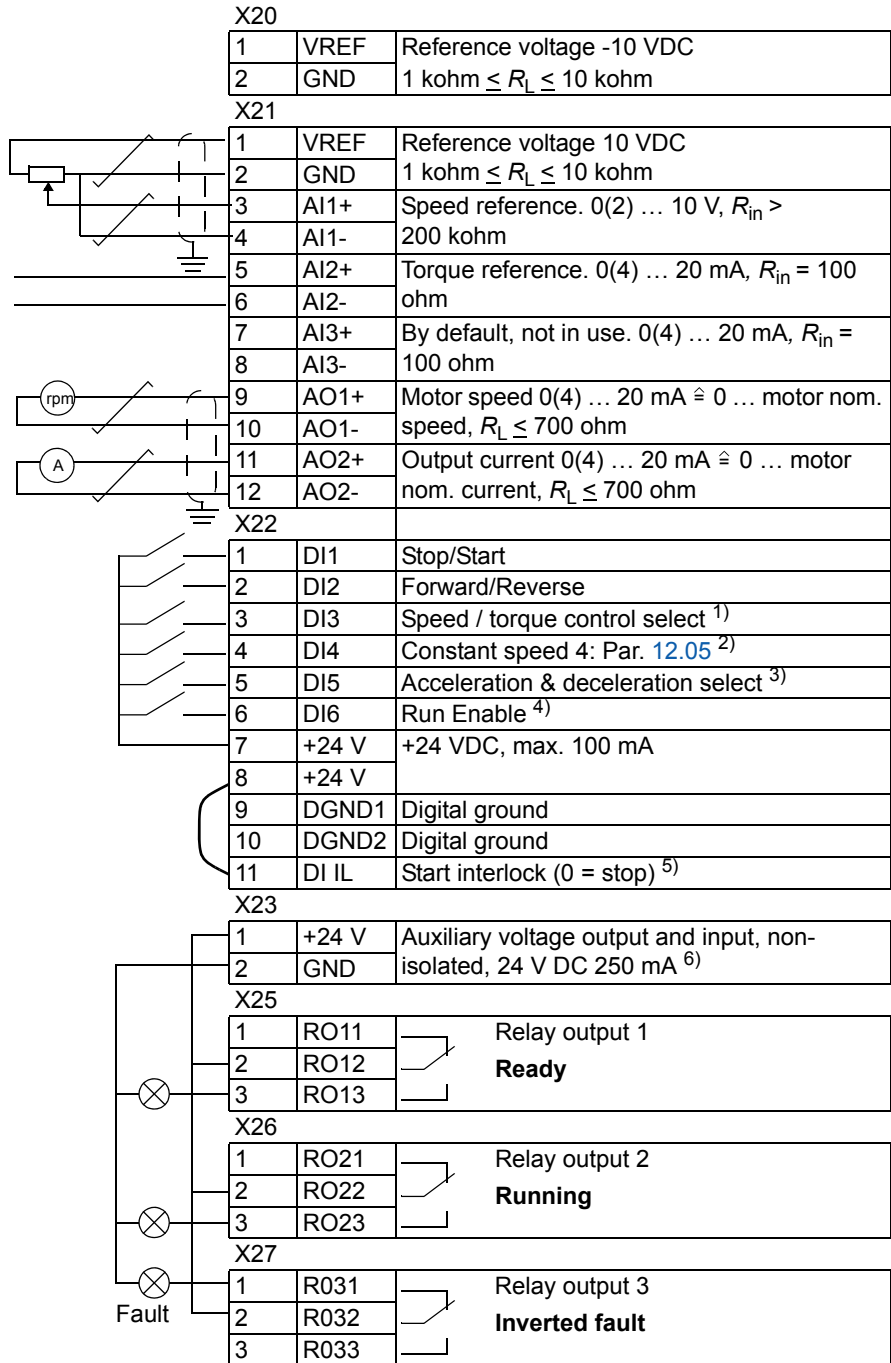 X20
1 VREF Reference voltage -10 VDC
2 GND 1 kohm ≤ RL ≤ 10 kohm
X21
1 VREF Reference voltage 10 VDC
2 GND 1 kohm ≤ RL ≤ 10 kohm
3 AI1+ Speed reference. 0(2) … 10 V, Rin >
4 AI1- 200 kohm
5 AI2+ Torque reference. 0(4) … 20 mA, Rin = 100
6 AI2- ohm
7 AI3+ By default, not in use. 0(4) … 20 mA, Rin =
8 AI3- 100 ohm
rpm 9 AO1+ Motor speed 0(4) … 20 mA ≙ 0 … motor nom.
10 AO1- speed, RL ≤ 700 ohm
A 11 AO2+ Output current 0(4) … 20 mA ≙ 0 … motor
12 AO2- nom. current, RL ≤ 700 ohm
X22
1 DI1 Stop/Start
2 DI2 Forward/Reverse
3 DI3 Speed / torque control select 1)
4 DI4 Constant speed 4: Par. 12.05 2)
5 DI5 Acceleration & deceleration select 3)
6 DI6 Run Enable 4)
7 +24 V +24 VDC, max. 100 mA
8 +24 V
9 DGND1 Digital ground
10 DGND2 Digital ground
11 DI IL Start interlock (0 = stop) 5)
X23
1 +24 V Auxiliary voltage output and input, non-
2 GND isolated, 24 V DC 250 mA 6)
X25
1 RO11 Relay output 1
2 RO12 Ready
3 RO13
X26
1 RO21 Relay output 2
2 RO22 Running
3 RO23
X27
1 R031 Relay output 3
Fault 2 R032 Inverted fault
3 R033